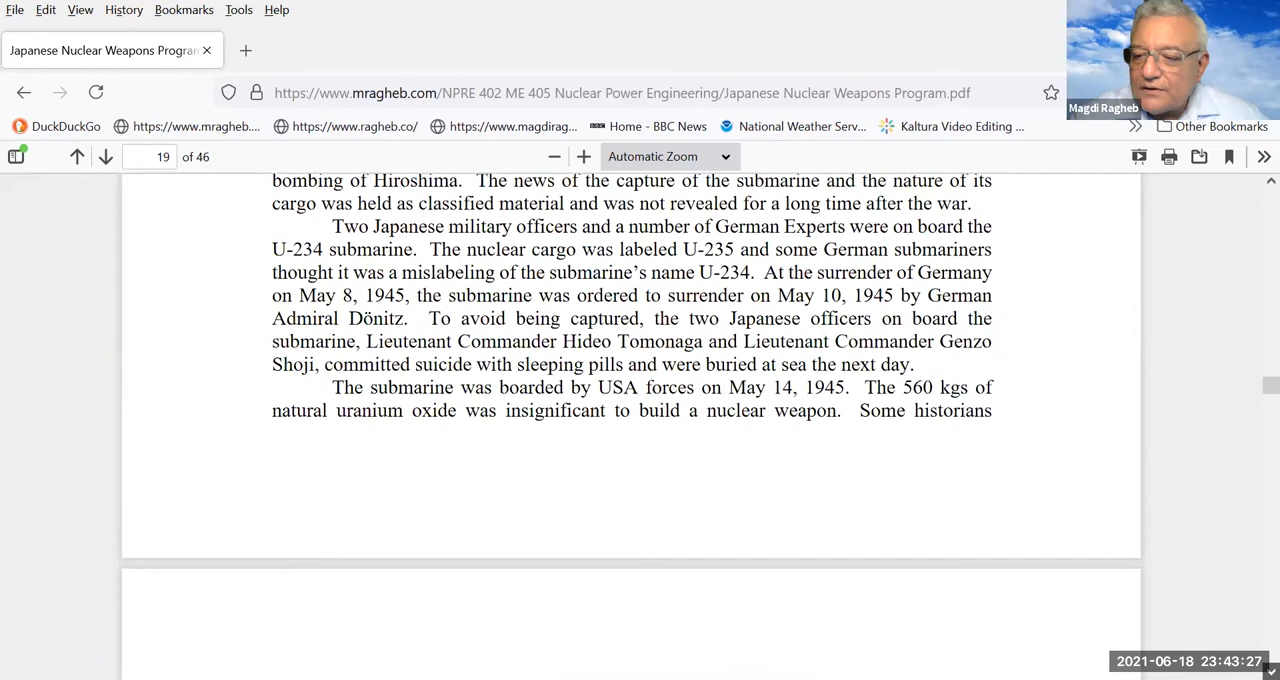 File Edit View History Bookmarks Tools Help
Japanese Nuclear Weapons Program
https://www.mragheb.com/NPRE 402 ME 405 Nuclear Power Engineering/Japanese Nuclear Weapons Program.pdf
Magdi Ragheb
DuckDuckGo https://www.mragheb.... https://www.ragheb.co/ https://www.magdirag... Home - BBC News National Weather Serv... Kaltura Video Editing ... Other Bookmarks
19 of 46 Automatic Zoom
bombing of Hiroshima. The news of the capture of the submarine and the nature of its
cargo was held as classified material and was not revealed for a long time after the war.
Two Japanese military officers and a number of German Experts were on board the
U-234 submarine. The nuclear cargo was labeled U-235 and some German submariners
thought it was a mislabeling of the submarine's name U-234. At the surrender of Germany
on May 8, 1945, the submarine was ordered to surrender on May 10, 1945 by German
Admiral Dönitz. To avoid being captured, the two Japanese officers on board the
submarine, Lieutenant Commander Hideo Tomonaga and Lieutenant Commander Genzo
Shoji, committed suicide with sleeping pills and were buried at sea the next day.
The submarine was boarded by USA forces on May 14, 1945. The 560 kgs of
natural uranium oxide was insignificant to build a nuclear weapon. Some historians
2021-06-18 23:43:27